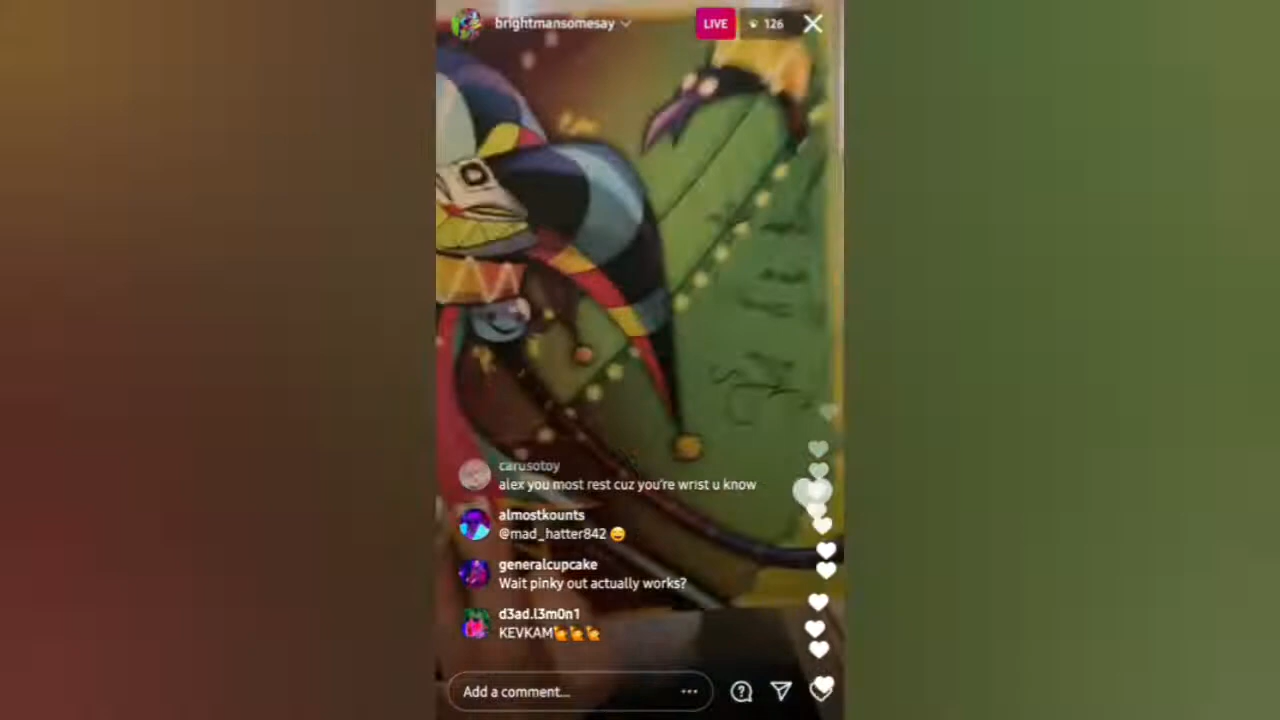 brightmansomesay
LIVE
126
carusotoy
alex you most rest cuz you're wrist u know
almostkounts
@mad_hatter842 😄
generalcupcake
Wait pinky out actually works?
d3ad.l3m0n1
KEVKAM🙋🙋🙋
Add a comment...